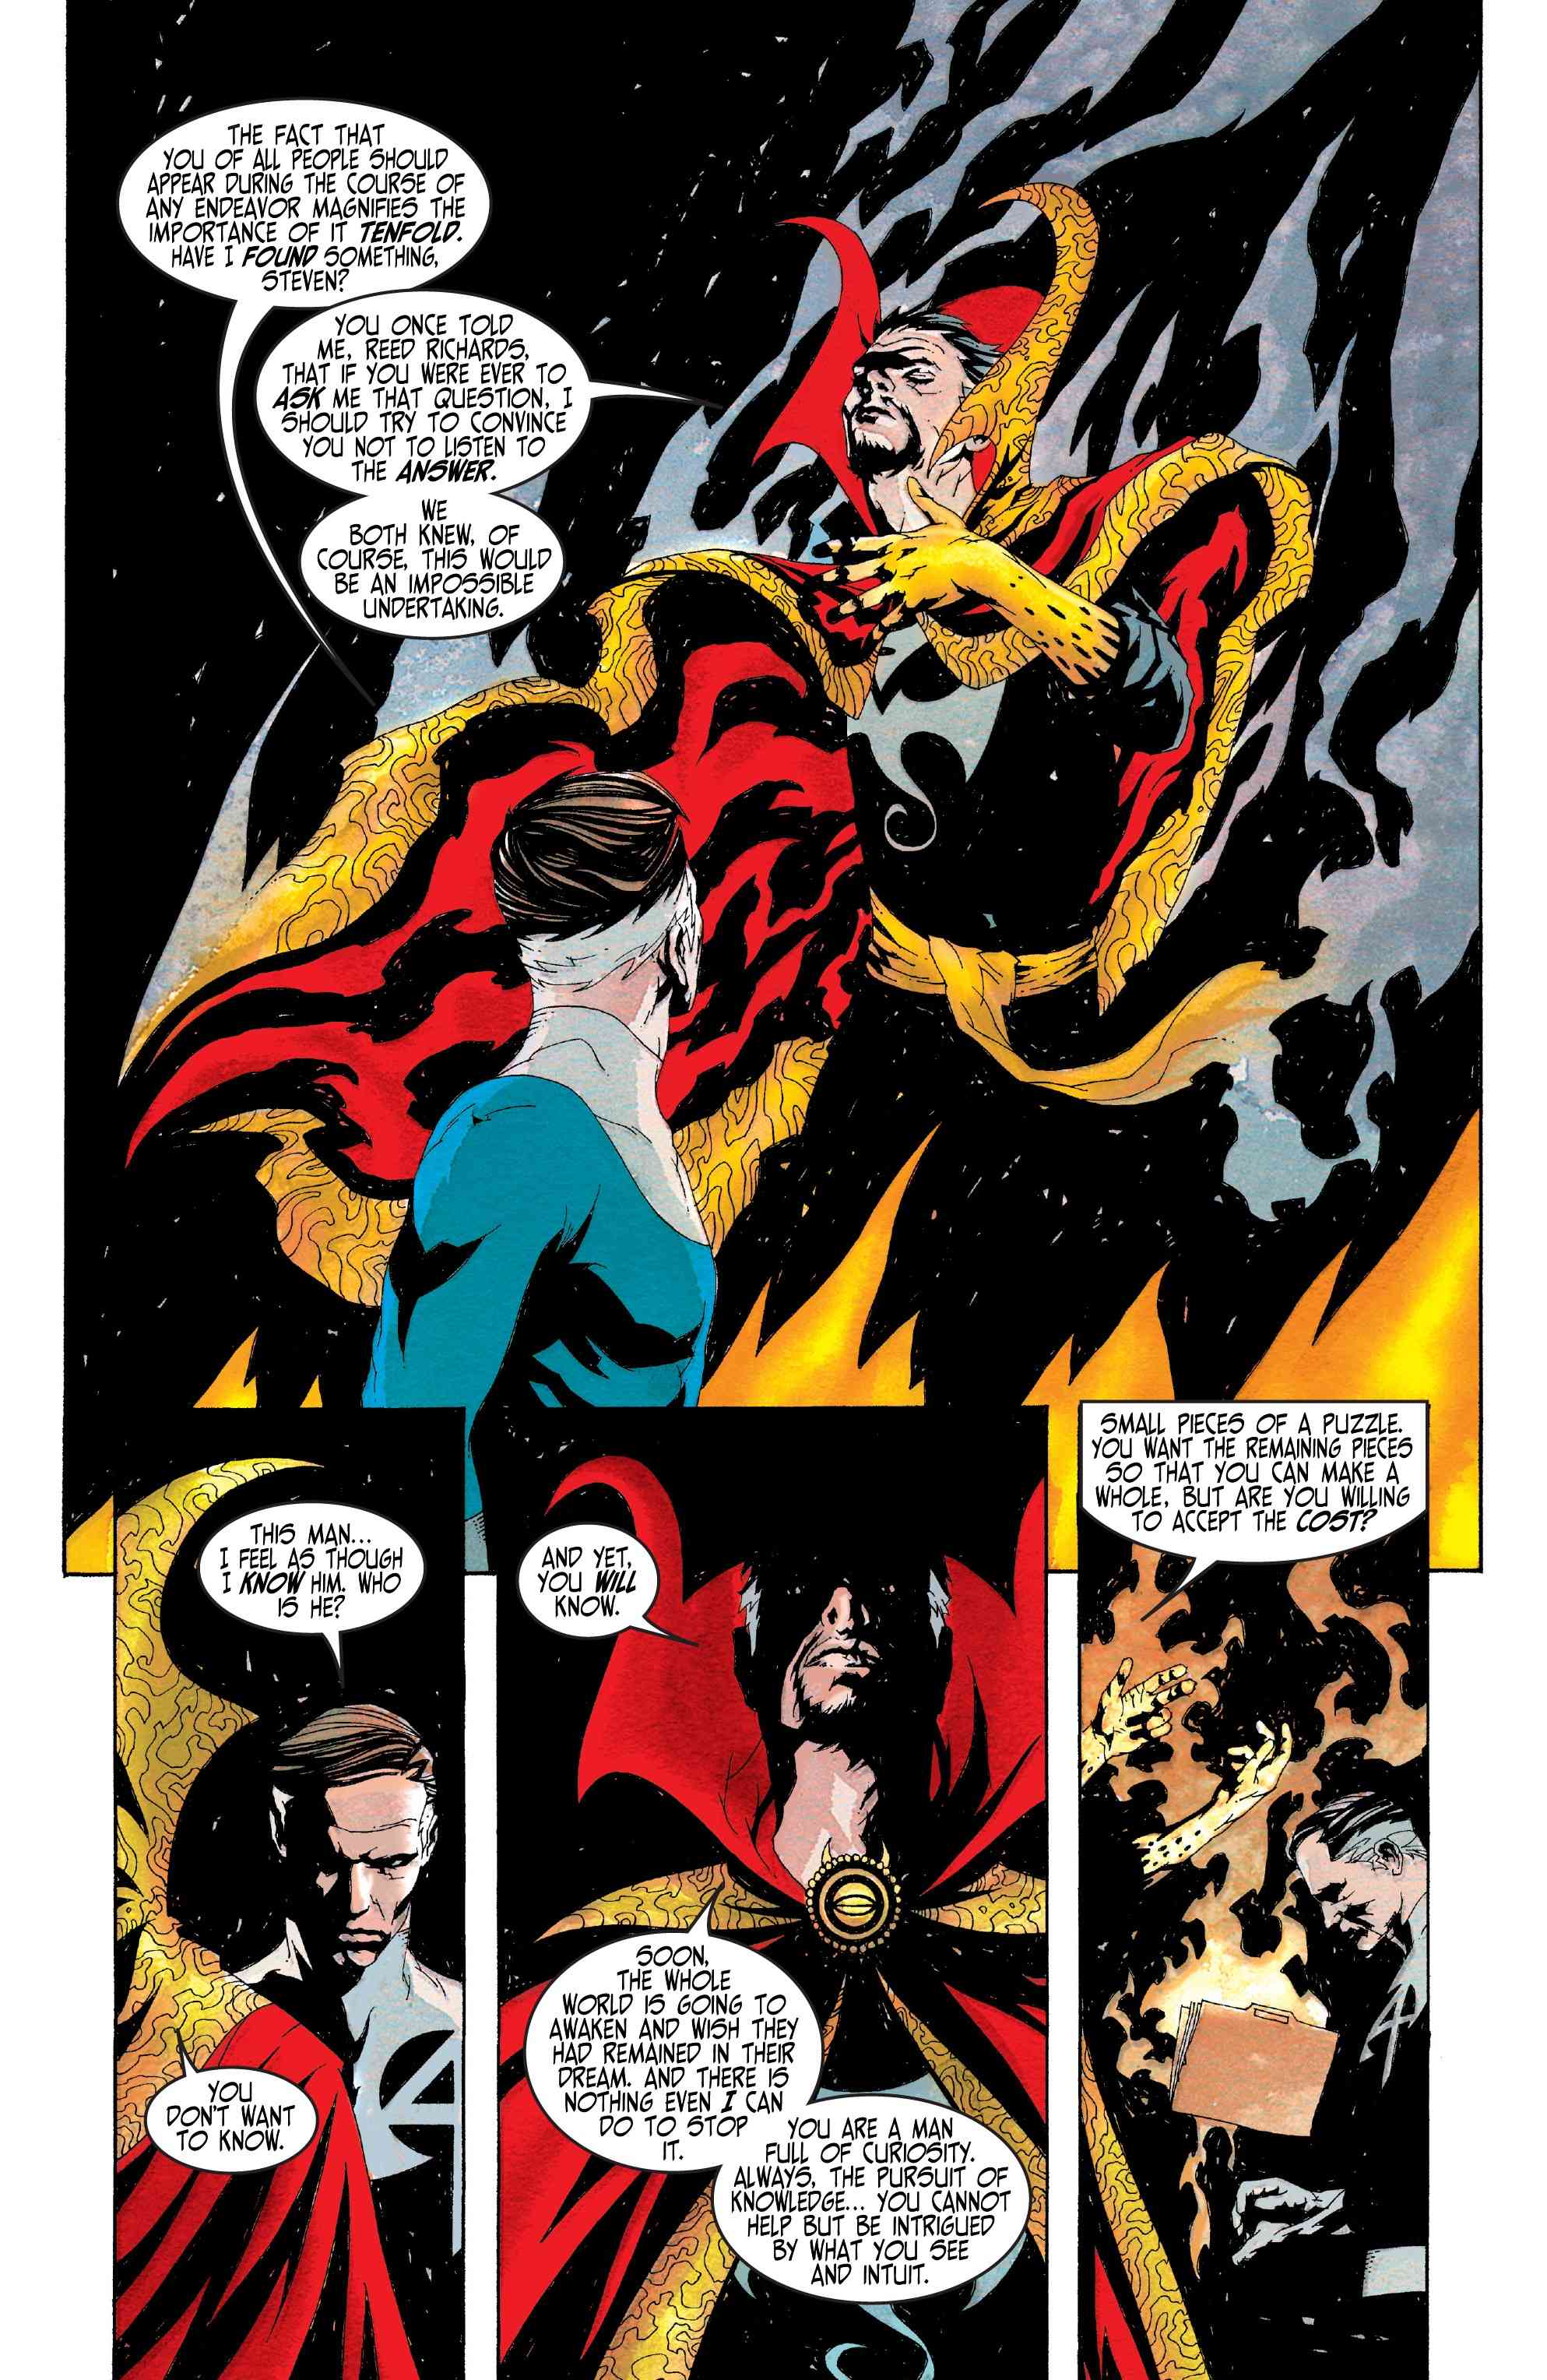 THE FACT THAT
YOU OF ALL PEOPLE SHOULD
APPEAR DURING THE COURSE OF
ANY ENDEAVOR MAGNIFIES THE
IMPORTANCE OF IT TENFOLD.
HAVE I FOUND SOMETHING,
STEVEN?
YOU ONCE TOLD
ME, REED RICHARDS,
THAT IF YOU WERE EVER TO
ASK ME THAT QUESTION, I
SHOULD TRY TO CONVINCE
YOU NOT TO LISTEN TO
THE ANSWER.
WE
BOTH KNEW, OF
COURSE, THIS WOULD
BE AN IMPOSSIBLE
UNDERTAKING.
THIS MAN...
I FEEL AS THOUGH
I KNOW HIM. WHO
IS HE?
YOU
DON'T WANT
TO KNOW.
4
AND YET,
YOU WILL
KNOW.
SOON,
THE WHOLE
WORLD IS GOING TO
AWAKEN AND WISH THEY
HAD REMAINED IN THEIR
DREAM. AND THERE IS
NOTHING EVEN I CAN
DO TO STOP
IT.
YOU ARE A MAN
FULL OF CURIOSITY.
ALWAYS, THE PURSUIT OF
KNOWLEDGE... YOU CANNOT
HELP BUT BE INTRIGUED
BY WHAT YOU SEE
AND INTUIT.
SMALL PIECES OF A PUZZLE.
YOU WANT THE REMAINING PIECES
SO THAT YOU CAN MAKE A
WHOLE, BUT ARE YOU WILLING
TO ACCEPT THE COST?
4